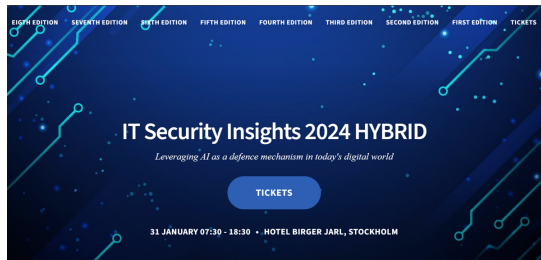 EIGTH EDITION SEVENTH EDITION SIXTH EDITION FIFTH EDITION FOURTH EDITION THIRD EDITION SECOND EDITION FIRST EDITION TICKETS
IT Security Insights 2024 HYBRID
Leveraging AI as a defence mechanism in today's digital world
TICKETS
31 JANUARY 07:30 - 18:30 • HOTEL BIRGER JARL, STOCKHOLM